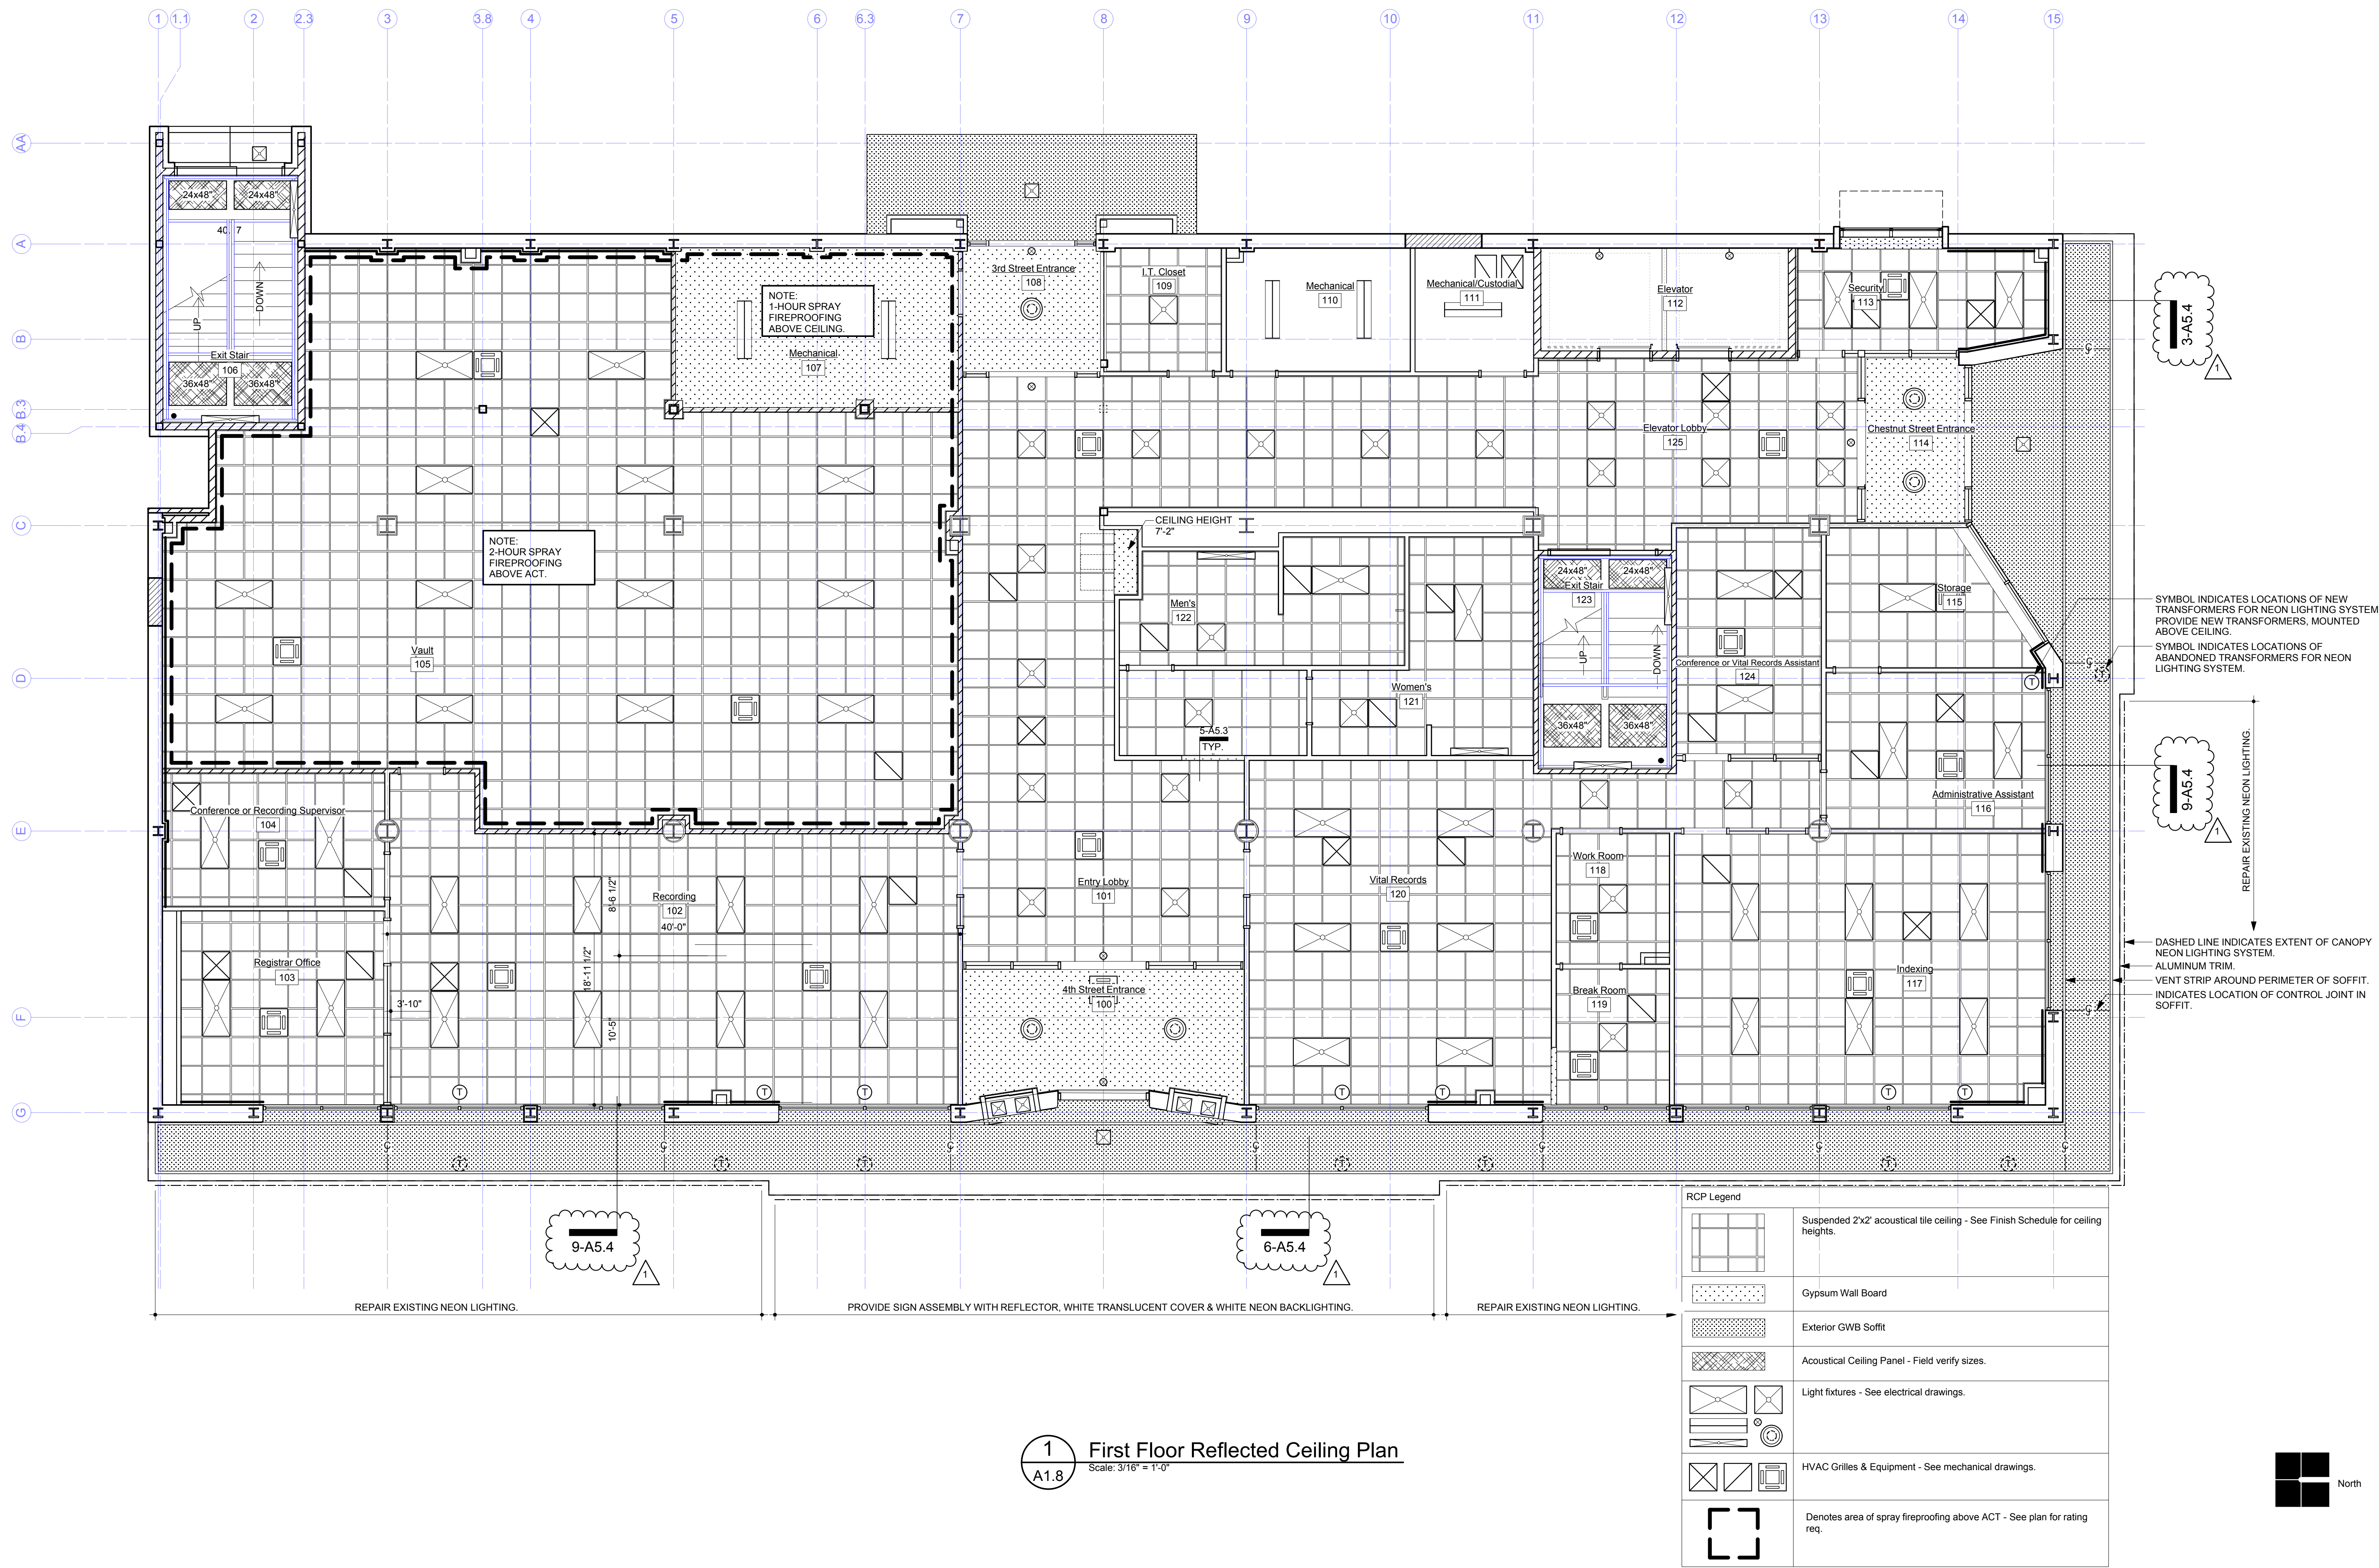 1 1.1 2 2.3 3 3.8 4 5 6 6.3 7 8 9 10 11 12 13 14 15
AA
A
B
B.3
B.4
C
D
E
F
G
24x48"
24x48"
UP
DOWN
Exit Stair
106
36x48"
36x48"
NOTE:
1-HOUR SPRAY
FIREPROOFING
ABOVE CEILING.
Mechanical
107
3rd Street Entrance
108
I.T. Closet
109
Mechanical
110
Mechanical/Custodial
111
Elevator
112
Security
113
3-A5.4
1
Elevator Lobby
125
Chestnut Street Entrance
114
NOTE:
2-HOUR SPRAY
FIREPROOFING
ABOVE ACT.
CEILING HEIGHT
7'-2"
Men's
122
24x48"
24x48"
Exit Stair
123
UP
DOWN
36x48"
36x48"
Storage
115
SYMBOL INDICATES LOCATIONS OF NEW
TRANSFORMERS FOR NEON LIGHTING SYSTEM
PROVIDE NEW TRANSFORMERS, MOUNTED
ABOVE CEILING.
SYMBOL INDICATES LOCATIONS OF
ABANDONED TRANSFORMERS FOR NEON
LIGHTING SYSTEM.
Vault
105
Conference or Vital Records Assistant
124
T
T
Women's
121
5-A5.3
TYP.
REPAIR EXISTING NEON LIGHTING.
9-A5.4
1
Administrative Assistant
116
Conference or Recording Supervisor
104
Work Room
118
Vital Records
120
Entry Lobby
101
Recording
102
40'-0"
8'-6 1/2"
18'-11 1/2"
10'-5"
3'-10"
Registrar Office
103
4th Street Entrance
100
Break Room
119
Indexing
117
DASHED LINE INDICATES EXTENT OF CANOPY
NEON LIGHTING SYSTEM.
ALUMINUM TRIM.
VENT STRIP AROUND PERIMETER OF SOFFIT.
INDICATES LOCATION OF CONTROL JOINT IN
SOFFIT.
T T T T T T T
T T T T T T T
9-A5.4
1
6-A5.4
1
REPAIR EXISTING NEON LIGHTING.
PROVIDE SIGN ASSEMBLY WITH REFLECTOR, WHITE TRANSLUCENT COVER & WHITE NEON BACKLIGHTING.
REPAIR EXISTING NEON LIGHTING.
RCP Legend
Suspended 2'x2' acoustical tile ceiling - See Finish Schedule for ceiling
heights.
Gypsum Wall Board
Exterior GWB Soffit
Acoustical Ceiling Panel - Field verify sizes.
Light fixtures - See electrical drawings.
HVAC Grilles & Equipment - See mechanical drawings.
Denotes area of spray fireproofing above ACT - See plan for rating
req.
1
A1.8
First Floor Reflected Ceiling Plan
Scale: 3/16" = 1'-0"
North